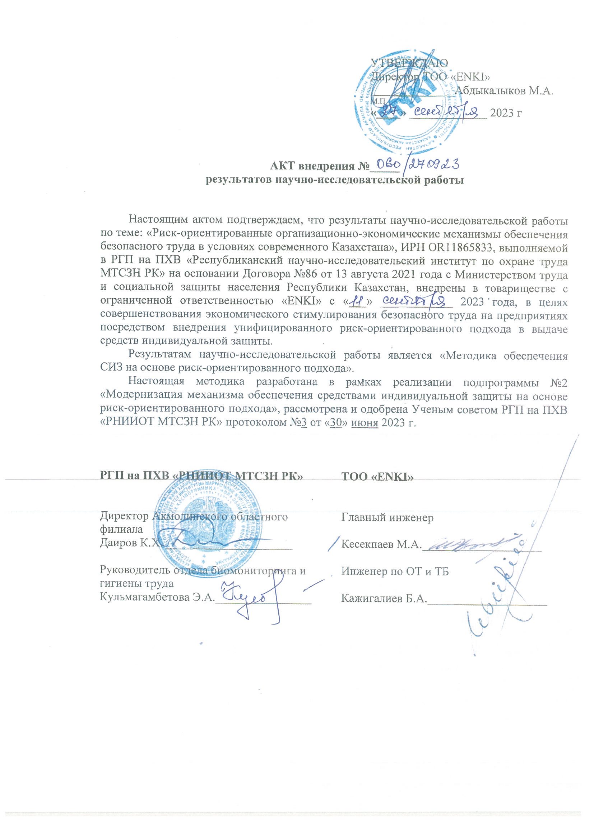 УТВЕРЖДАЮ
Директор ТОО «ENKI»
Абдыкалыков М.А.
М.П.
«27» сентября 2023 г
ENKI
АКТ внедрения № ОВО/270923
результатов научно-исследовательской работы
Настоящим актом подтверждаем, что результаты научно-исследовательской работы
по теме: «Риск-ориентированные организационно-экономические механизмы обеспечения
безопасного труда в условиях современного Казахстана», ИРН OR11865833, выполняемой
в РГП на ПХВ «Республиканский научно-исследовательский институт по охране труда
МТСЗН РК» на основании Договора №86 от 13 августа 2021 года с Министерством труда
и социальной защиты населения Республики Казахстан, внедрены в товариществе с
ограниченной ответственностью «ENKI» с «11» сентября 2023 года, в целях
совершенствования экономического стимулирования безопасного труда на предприятиях
посредством внедрения унифицированного риск-ориентированного подхода в выдаче
средств индивидуальной защиты.
Результатам научно-исследовательской работы является «Методика обеспечения
СИЗ на основе риск-ориентированного подхода».
Настоящая методика разработана в рамках реализации подпрограммы №2
«Модернизация механизма обеспечения средствами индивидуальной защиты на основе
риск-ориентированного подхода», рассмотрена и одобрена Ученым советом РГП на ПХВ
«РНИИОТ МТСЗН РК» протоколом №3 от «30» июня 2023 г.
РГП на ПХВ «РНИИОТ МТСЗН РК» ТОО «ENKI»
Директор Акмолинского областного Главный инженер
филиала
Даиров К.Х. Кесекпаев М.А.
Руководитель отдела биомониторинга и Инженер по ОТ и ТБ
гигиены труда
Кульмагамбетова Э.А. Кажигалиев Б.А.